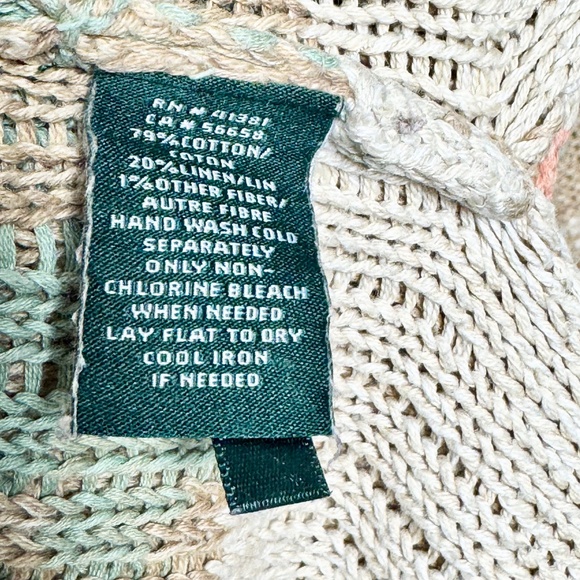 RN # 41381
CA # 56658
79% COTTON/
COTON
20% LINEN/LIN
1% OTHER FIBER/
AUTRE FIBRE
HAND WASH COLD
SEPARATELY
ONLY NON-
CHLORINE BLEACH
WHEN NEEDED
LAY FLAT TO DRY
COOL IRON
IF NEEDED